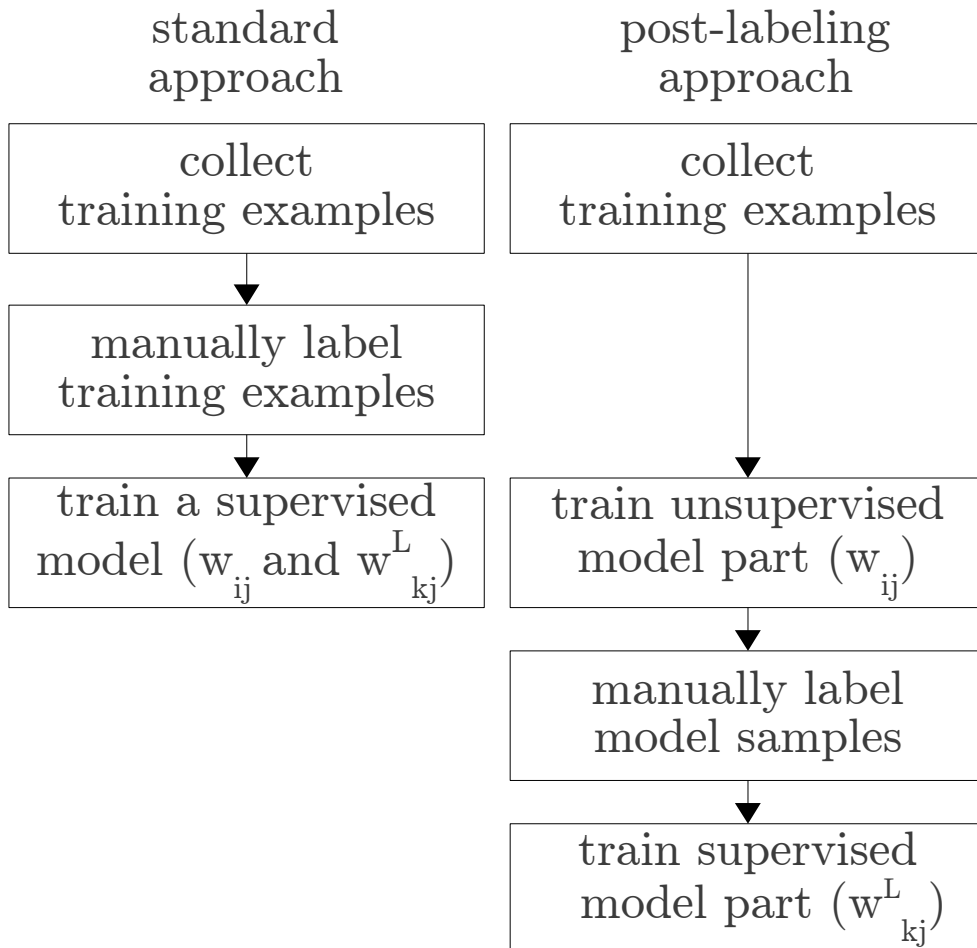 standard
approach
collect
training examples
manually label
training examples
train a supervised
model (w_ij and w^L_kj)
post-labeling
approach
collect
training examples
train unsupervised
model part (w_ij)
manually label
model samples
train supervised
model part (w^L_kj)